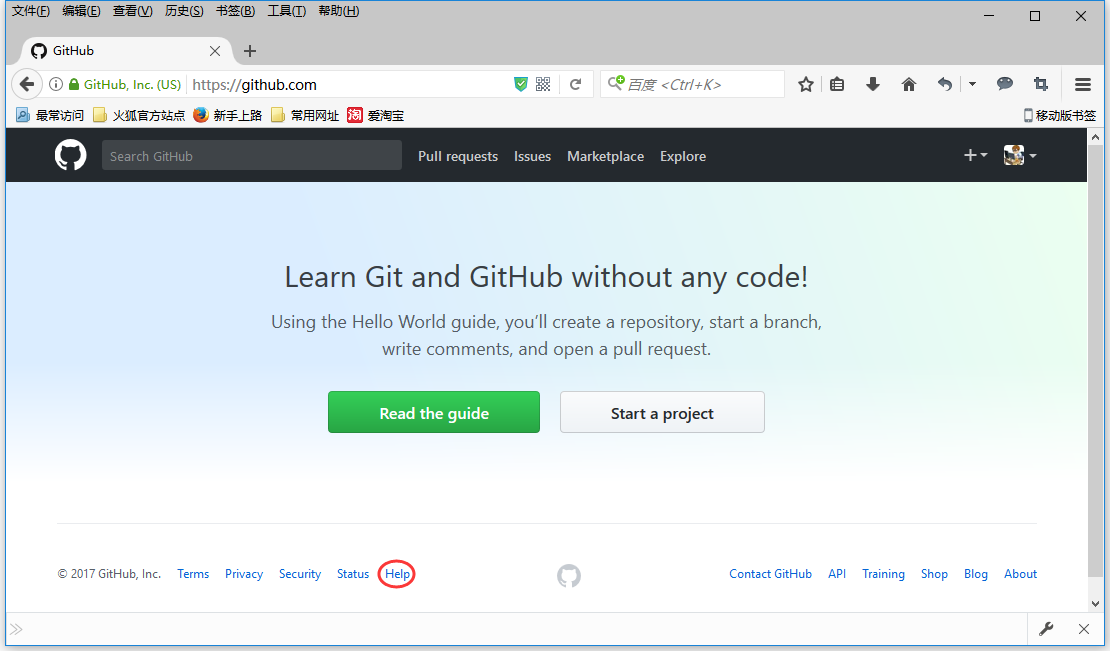 文件(F) 编辑(E) 查看(V) 历史(S) 书签(B) 工具(T) 帮助(H)
GitHub
GitHub, Inc. (US) https://github.com 百度 <Ctrl+K>
最常访问 火狐官方站点 新手上路 常用网址 淘 爱淘宝 移动版书签
Search GitHub Pull requests Issues Marketplace Explore
Learn Git and GitHub without any code!
Using the Hello World guide, you’ll create a repository, start a branch,
write comments, and open a pull request.
Read the guide Start a project
© 2017 GitHub, Inc. Terms Privacy Security Status Help Contact GitHub API Training Shop Blog About